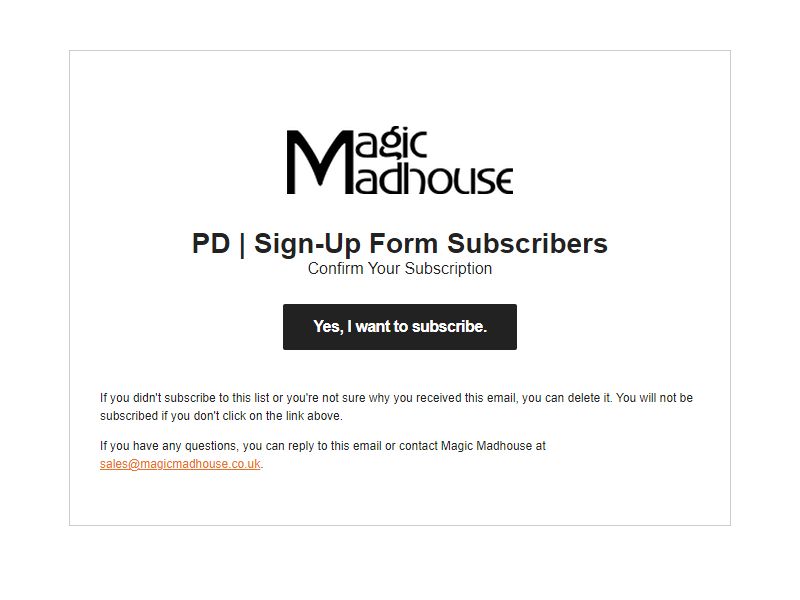 Magic
Madhouse
PD | Sign-Up Form Subscribers
Confirm Your Subscription
Yes, I want to subscribe.
If you didn't subscribe to this list or you're not sure why you received this email, you can delete it. You will not be
subscribed if you don't click on the link above.
If you have any questions, you can reply to this email or contact Magic Madhouse at
sales@magicmadhouse.co.uk.